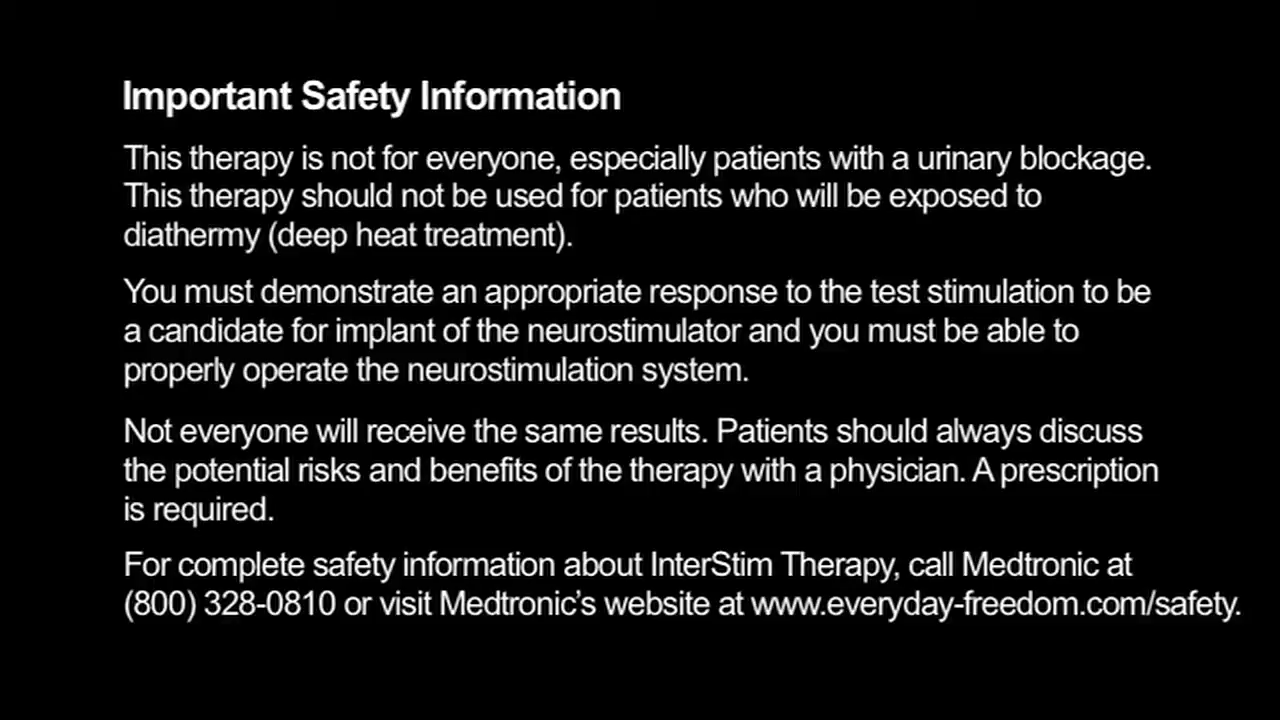 Important Safety Information
This therapy is not for everyone, especially patients with a urinary blockage.
This therapy should not be used for patients who will be exposed to
diathermy (deep heat treatment).
You must demonstrate an appropriate response to the test stimulation to be
a candidate for implant of the neurostimulator and you must be able to
properly operate the neurostimulation system.
Not everyone will receive the same results. Patients should always discuss
the potential risks and benefits of the therapy with a physician. A prescription
is required.
For complete safety information about InterStim Therapy, call Medtronic at
(800) 328-0810 or visit Medtronic’s website at www.everyday-freedom.com/safety.